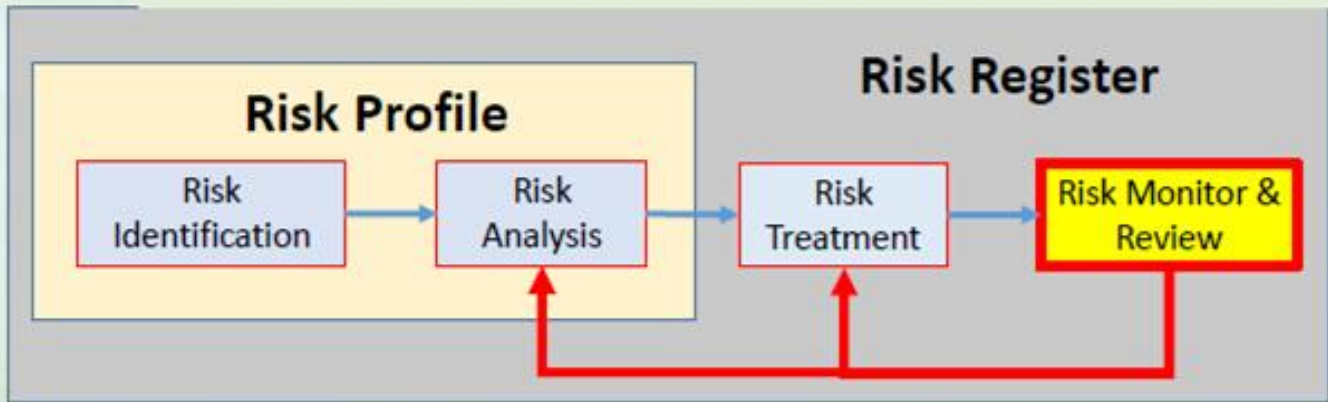 Risk Register
Risk Profile
Risk
Identification
Risk
Analysis
Risk
Treatment
Risk Monitor &
Review